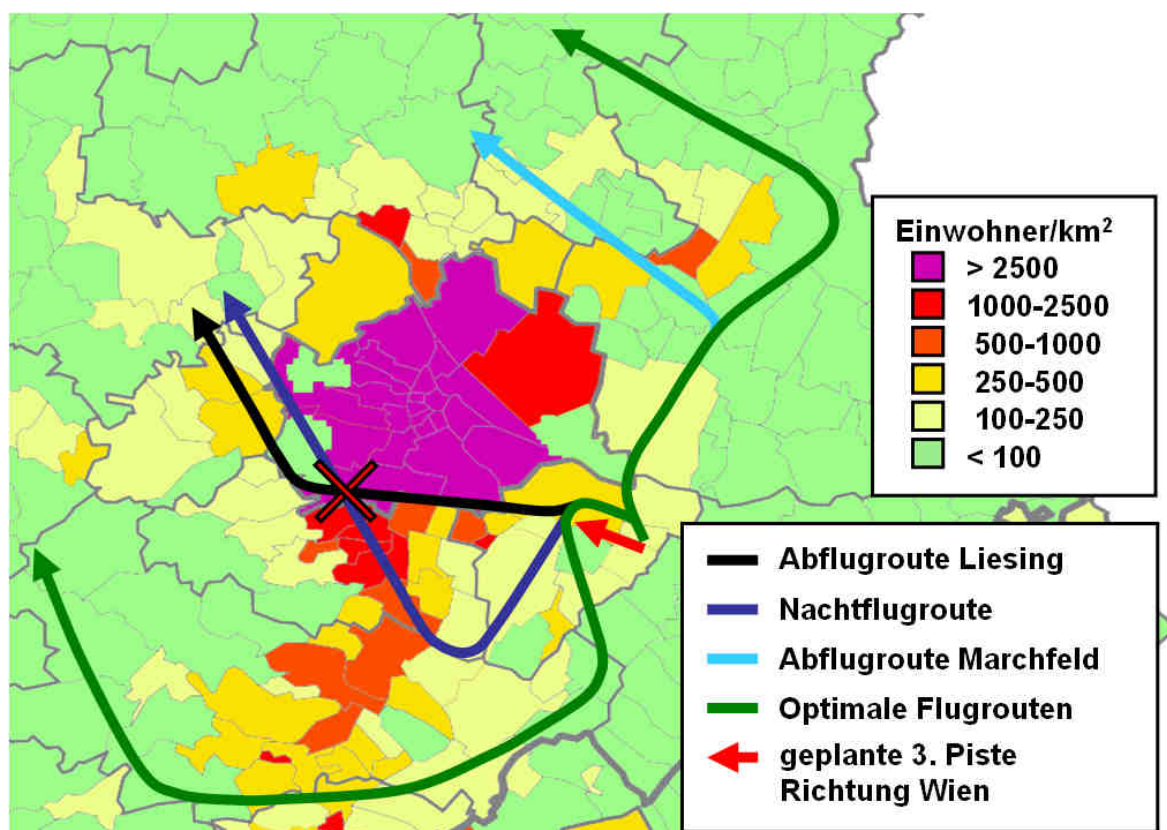 Einwohner/km²
> 2500
1000-2500
500-1000
250-500
100-250
< 100
Abflugroute Liesing
Nachtflugroute
Abflugroute Marchfeld
Optimale Flugrouten
geplante 3. Piste
Richtung Wien